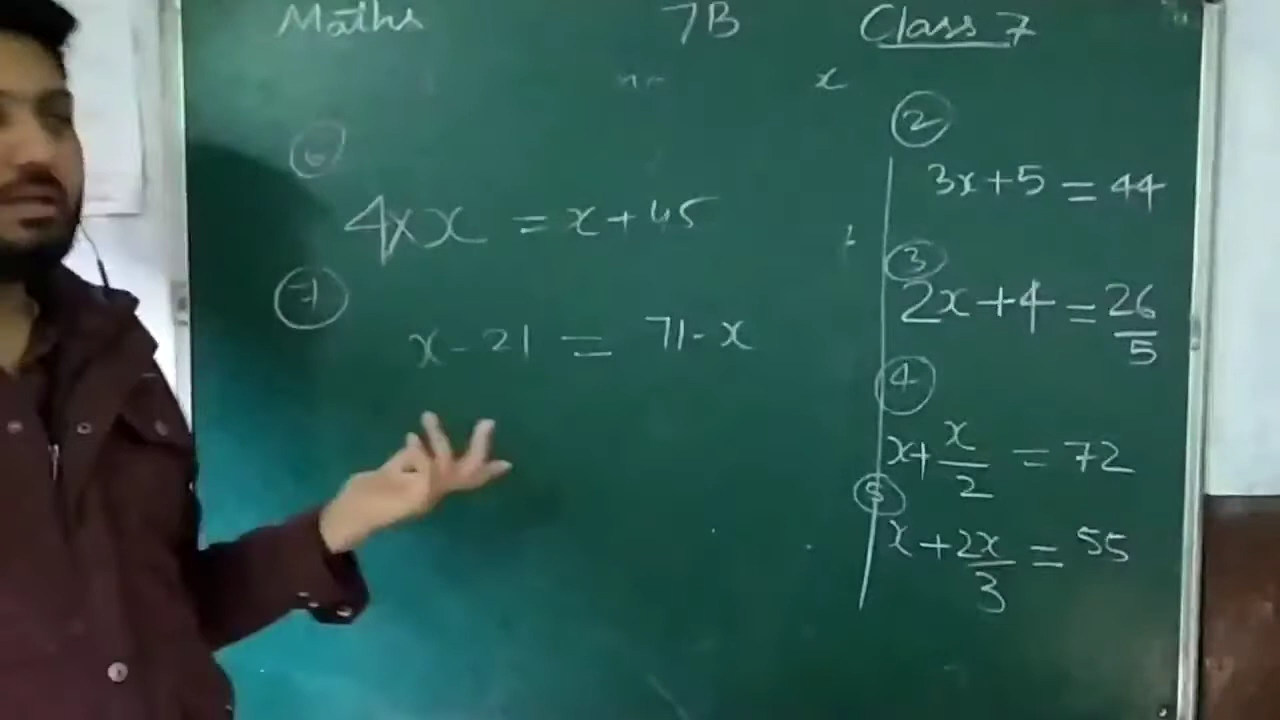 Maths 7B Class 7
x
6
4×x = x+45
7
x - 21 = 71 - x
2
3x+5 = 44
3
2x+4 = 26/5
4
x+x/2 = 72
5
x+2x/3 = 55